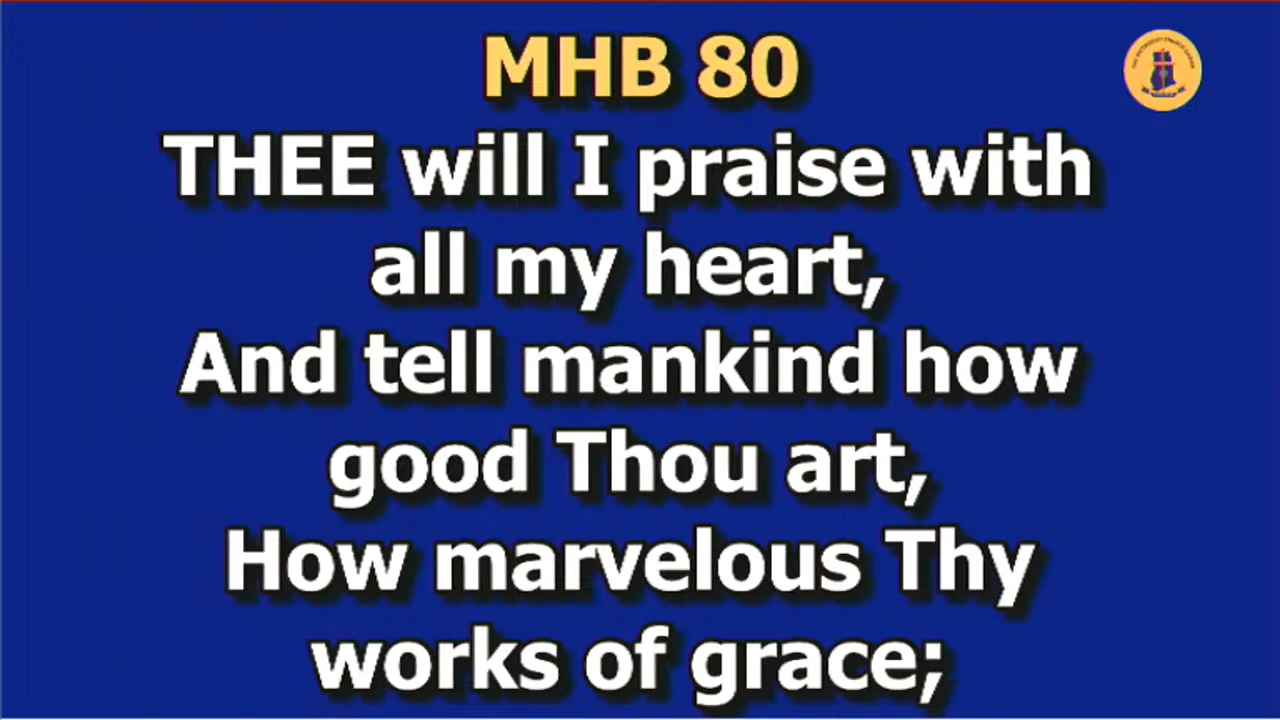 MHB 80
THEE will I praise with
all my heart,
And tell mankind how
good Thou art,
How marvelous Thy
works of grace;